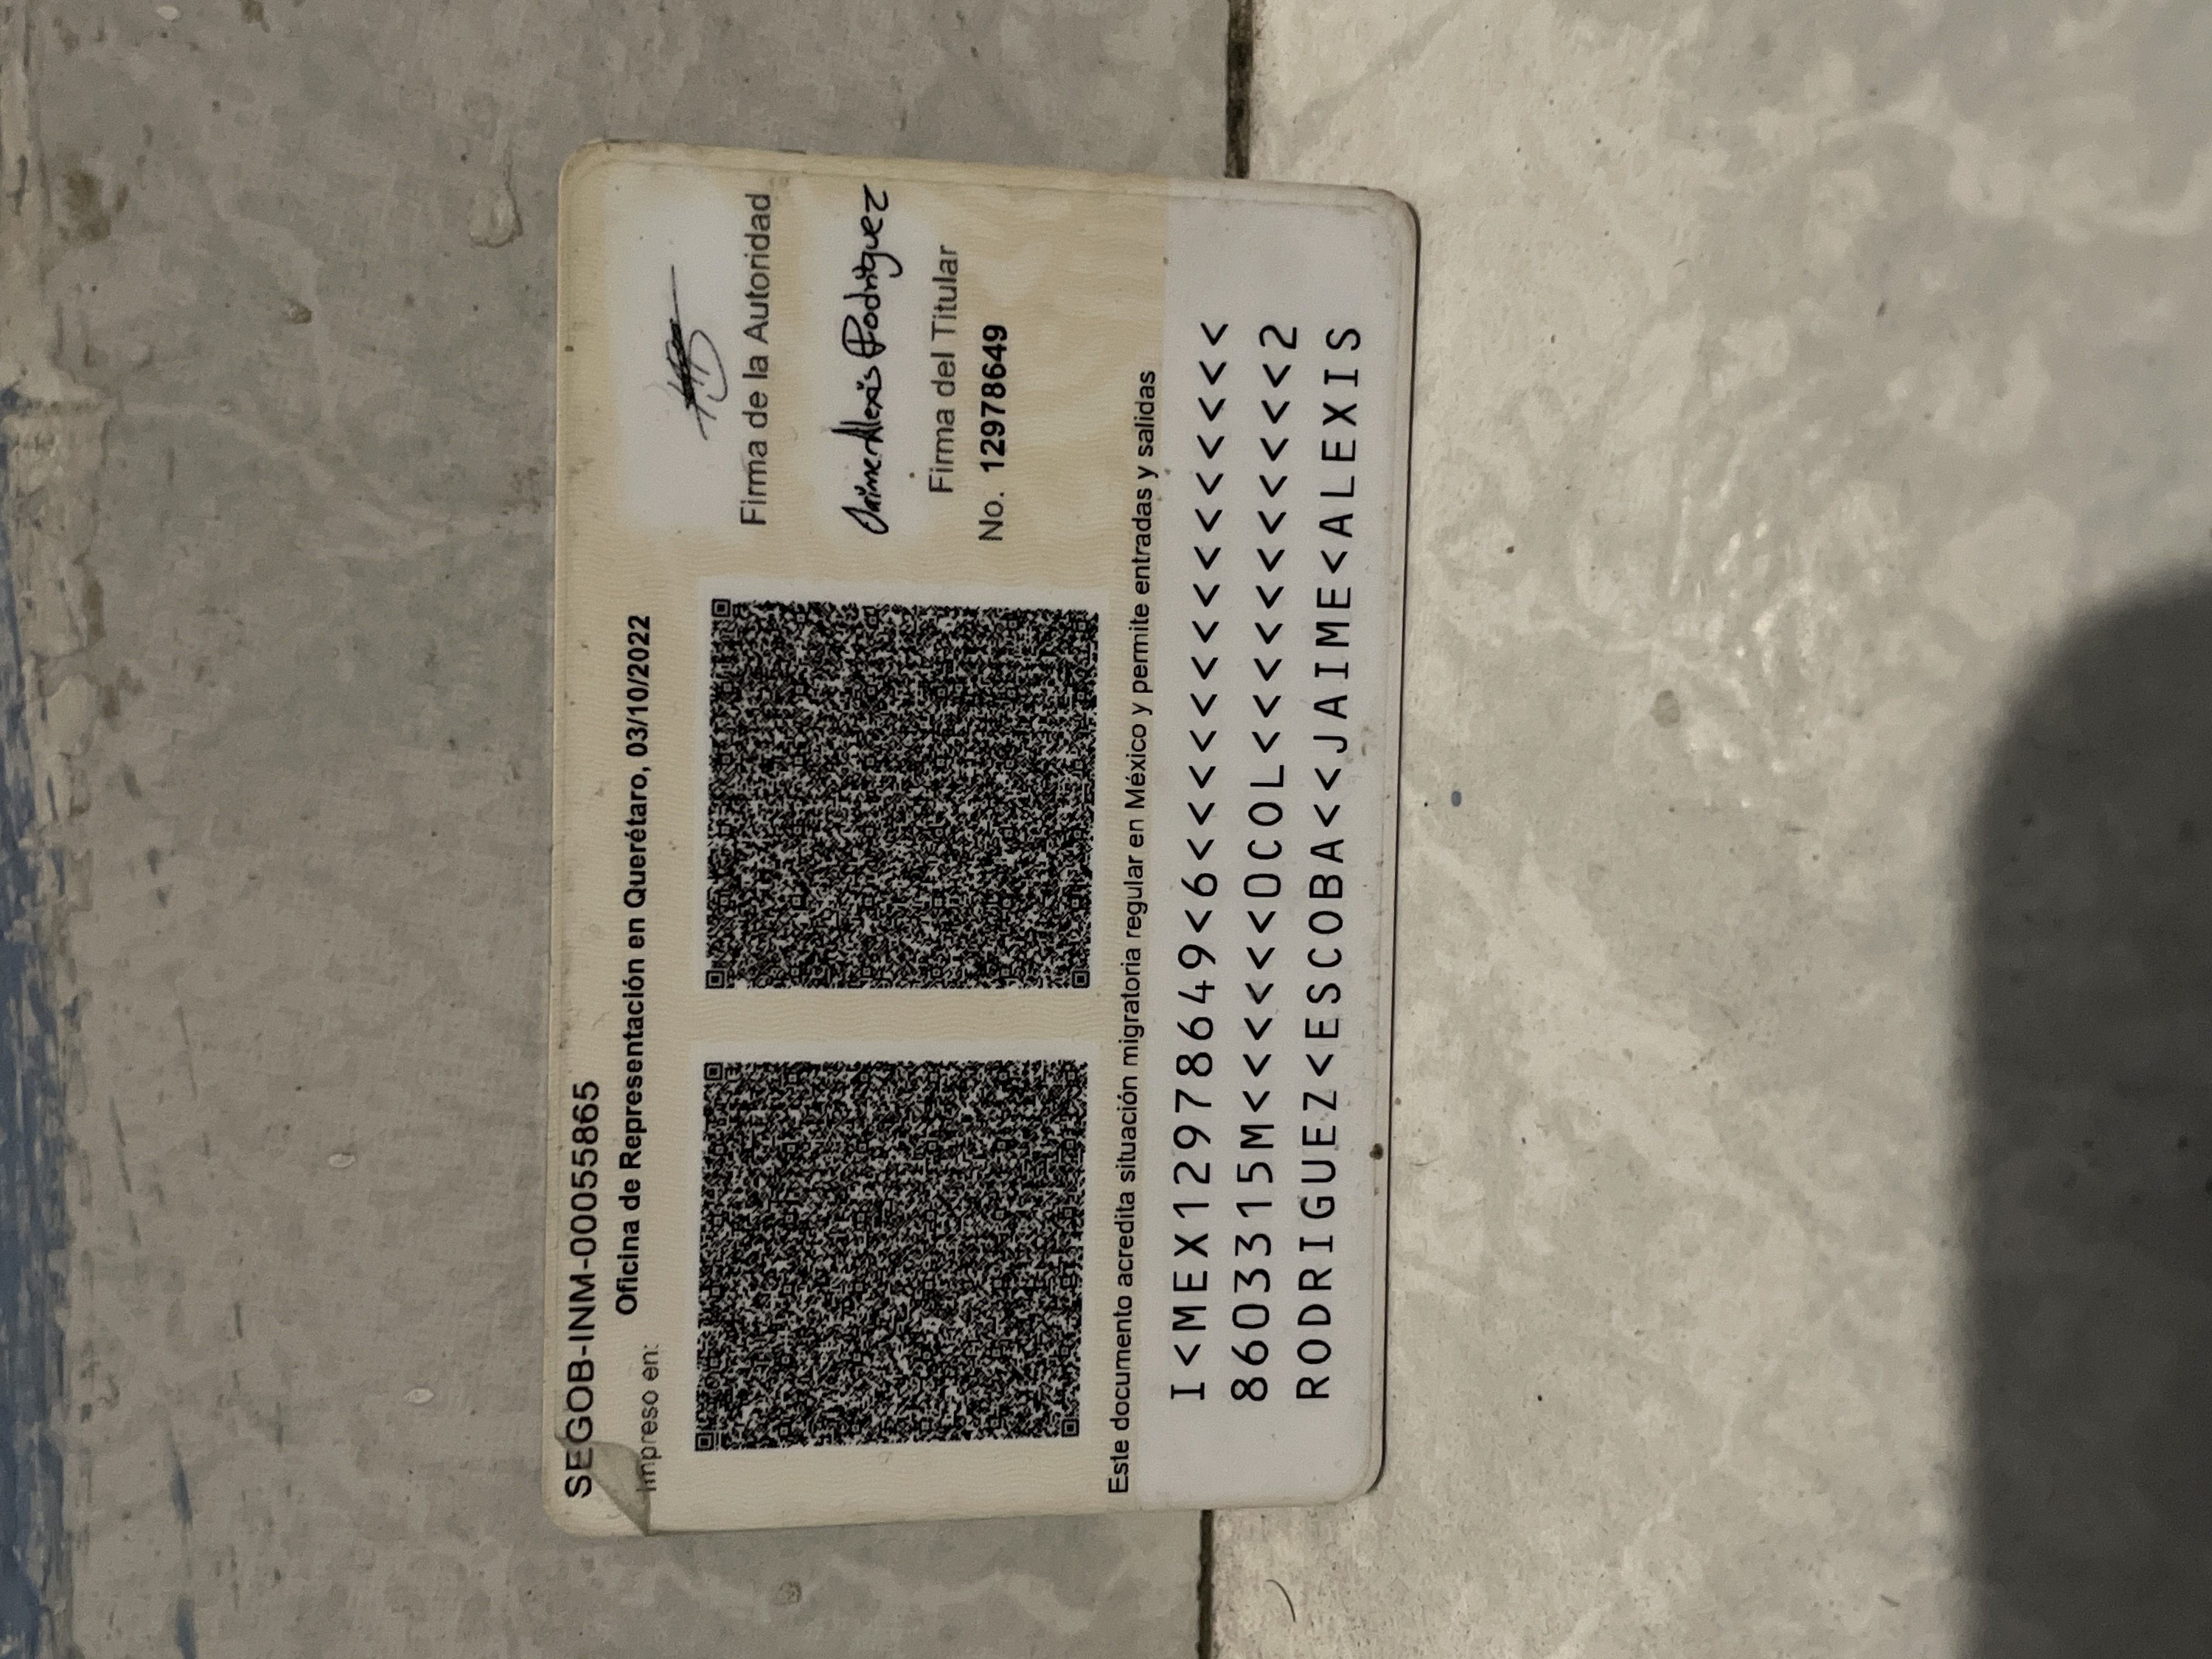 SEGOB-INM-00055865
Impreso en: Oficina de Representación en Querétaro, 03/10/2022
Firma de la Autoridad
Jaime Alexis Rodriguez
Firma del Titular
No. 12978649
Este documento acredita situación migratoria regular en México y permite entradas y salidas
I<MEX12978649<6<<<<<<<<<<<<<<<
8603315M<<<<<<0COL<<<<<<<<<<<2
RODRIGUEZ<ESCOBA<<JAIME<ALEXIS